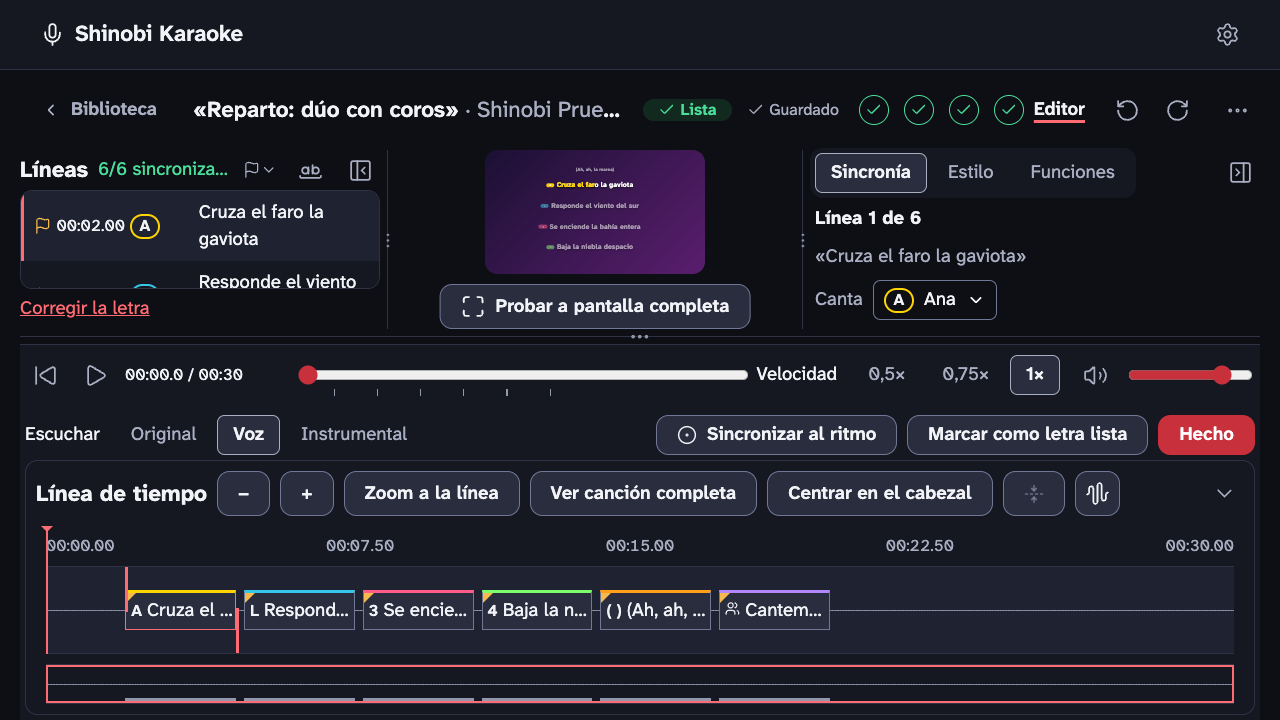 Shinobi Karaoke
Biblioteca
«Reparto: dúo con coros» · Shinobi Prue...
Lista
Guardado
Editor
Líneas 6/6 sincroniza...
ab
00:02.00 A Cruza el faro la gaviota
Responde el viento
Corregir la letra
(Ah, ah, la marea)
Cruza el faro la gaviota
Responde el viento del sur
Se enciende la bahía entera
Baja la niebla despacio
Probar a pantalla completa
Sincronía Estilo Funciones
Línea 1 de 6
«Cruza el faro la gaviota»
Canta A Ana
00:00.0 / 00:30
Velocidad 0,5× 0,75× 1×
Escuchar Original Voz Instrumental
Sincronizar al ritmo
Marcar como letra lista
Hecho
Línea de tiempo − + Zoom a la línea Ver canción completa Centrar en el cabezal
00:00.00 00:07.50 00:15.00 00:22.50 00:30.00
A Cruza el ...
L Respond...
3 Se encie...
4 Baja la n...
( ) (Ah, ah, ...
Cantem...